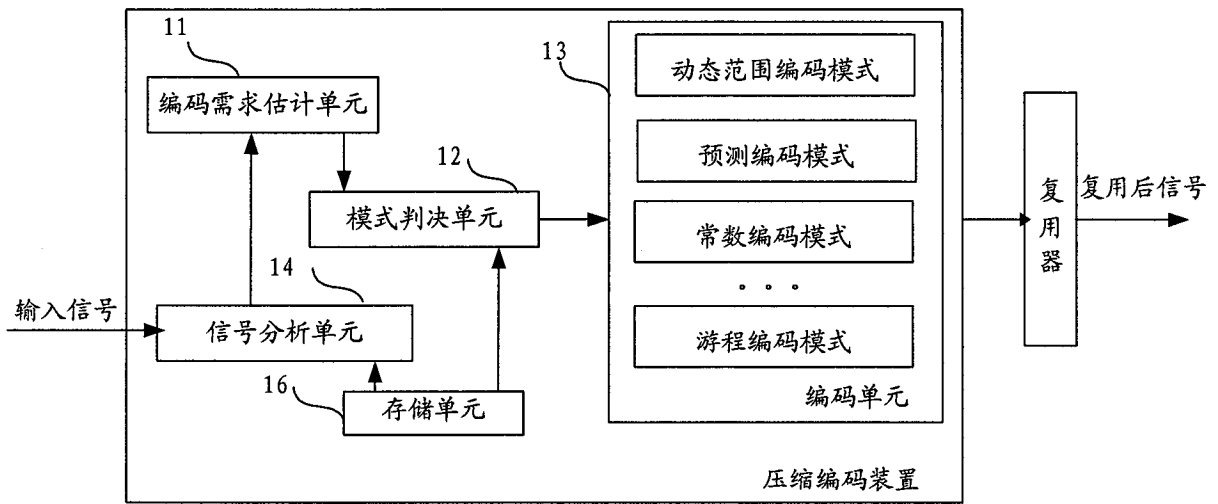 11
编码需求估计单元
12
模式判决单元
14
输入信号
信号分析单元
16
存储单元
13
动态范围编码模式
预测编码模式
常数编码模式
. . .
游程编码模式
编码单元
压缩编码装置
复用器
复用后信号